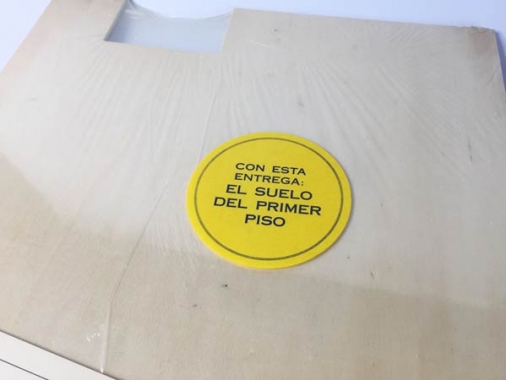 CON ESTA
ENTREGA:
EL SUELO
DEL PRIMER
PISO